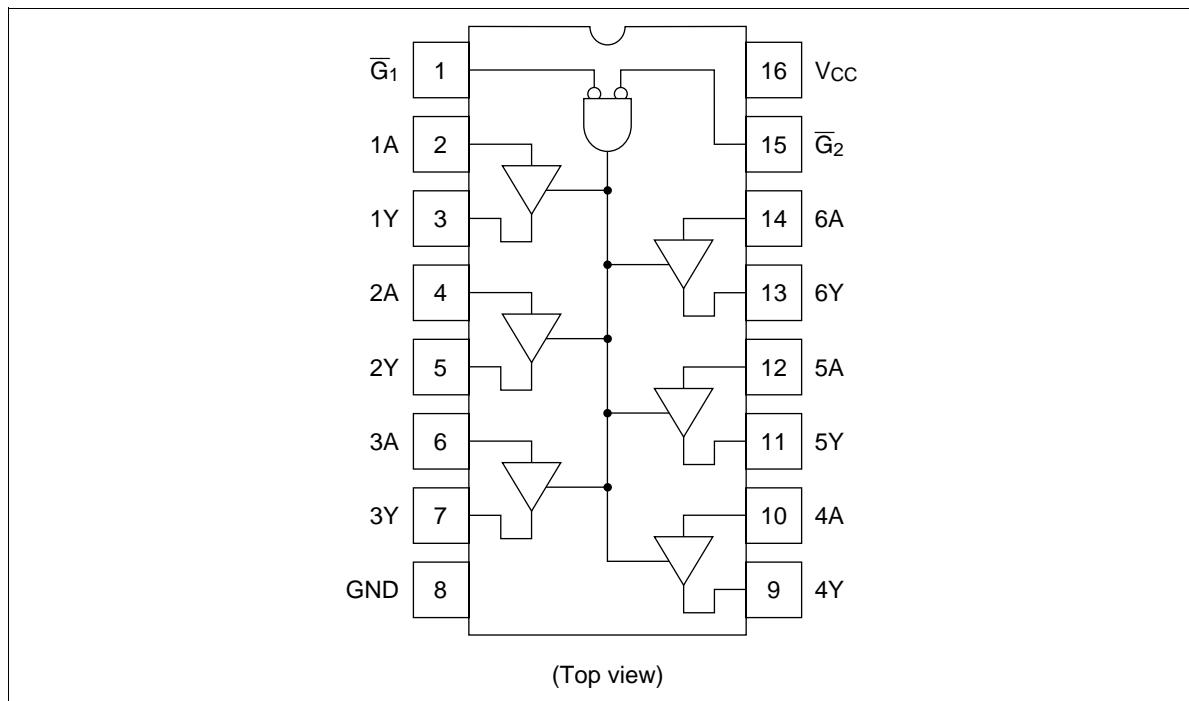 G̅1 1 16 VCC
1A 2 15 G̅2
1Y 3 14 6A
2A 4 13 6Y
2Y 5 12 5A
3A 6 11 5Y
3Y 7 10 4A
GND 8 9 4Y
(Top view)